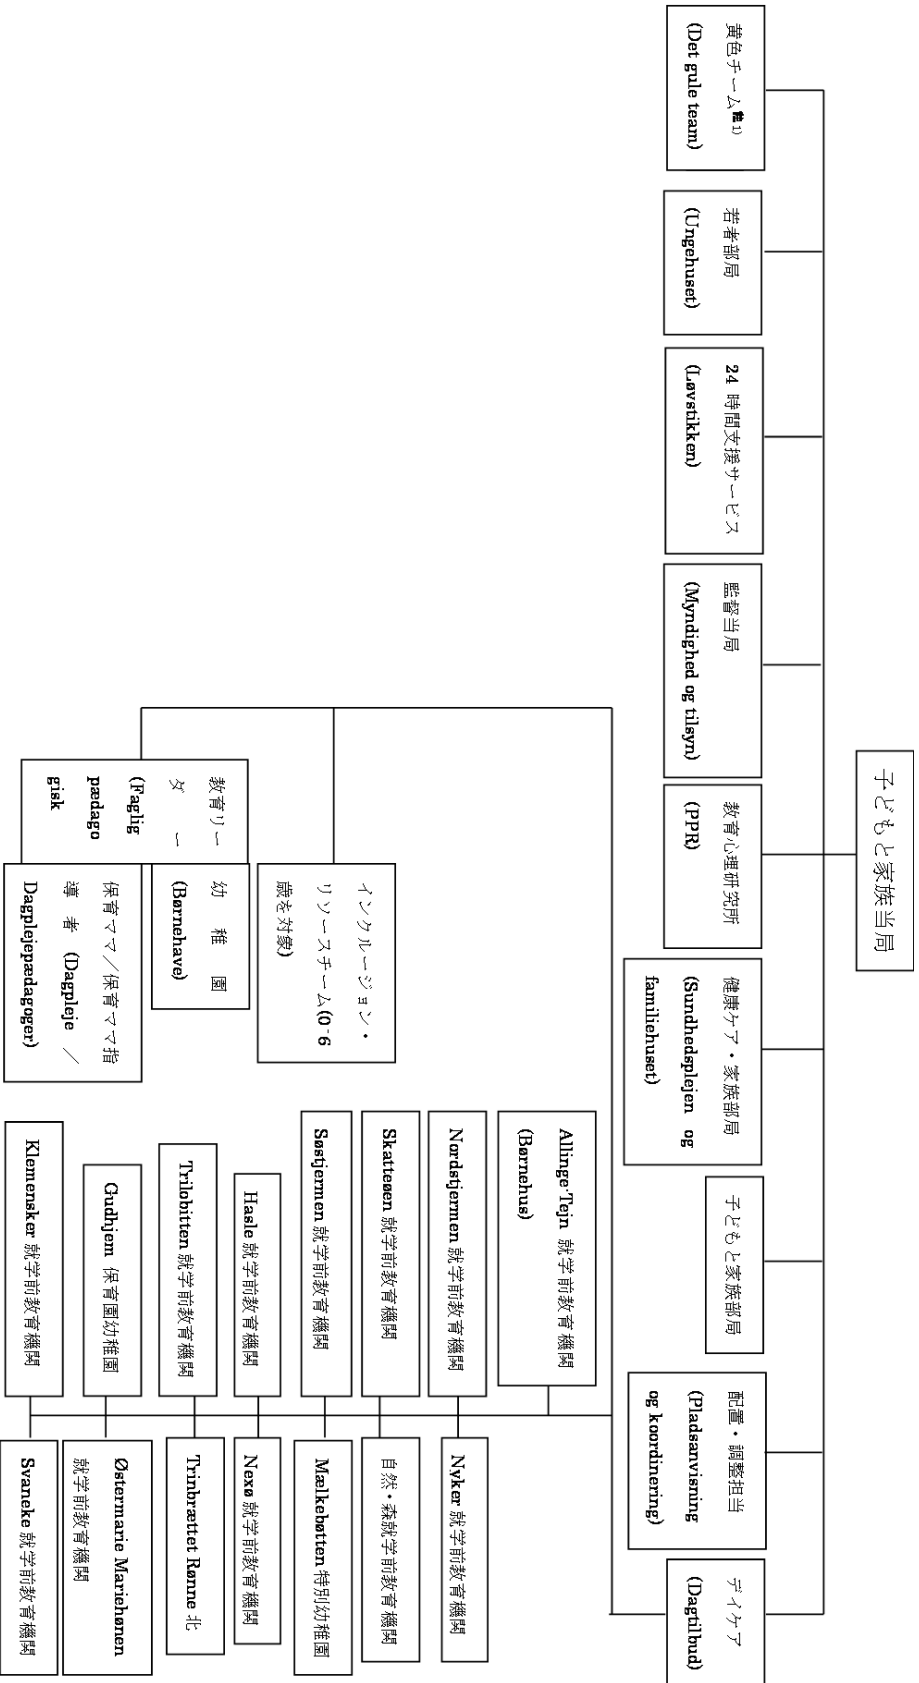 子どもと家族当局
黄色チーム註1)
(Det gule team)
若者部局
(Ungehuset)
24 時間支援サービス
(Løvstikken)
監督当局
(Myndighed og tilsyn)
教育心理研究所
(PPR)
健康ケア・家族部局
(Sundhedsplejen og
familiehuset)
子どもと家族部局
配置・調整担当
(Pladsanvisning
og koordinering)
デイケア
(Dagtilbud)
教育リー
ダー
(Faglig
pædago
gisk
インクルージョン・
リソースチーム(0-6
歳を対象)
幼稚園
(Børnehave)
保育ママ／保育ママ指
導者 (Dagpleje ／
Dagplejepædagoger)
Allinge-Tejn 就学前教育機関
(Børnehus)
Nordstjermen 就学前教育機関
Skatteøen 就学前教育機関
Søstjermen 就学前教育機関
Hasle 就学前教育機関
Trilobitten 就学前教育機関
Gudhjem 保育園幼稚園
Klemensker 就学前教育機関
Nyker 就学前教育機関
自然・森就学前教育機関
Mælkebøtten 特別幼稚園
Nexø 就学前教育機関
Trinbrættet Rønne 北
Østermarie Mariehønen
就学前教育機関
Svaneke 就学前教育機関